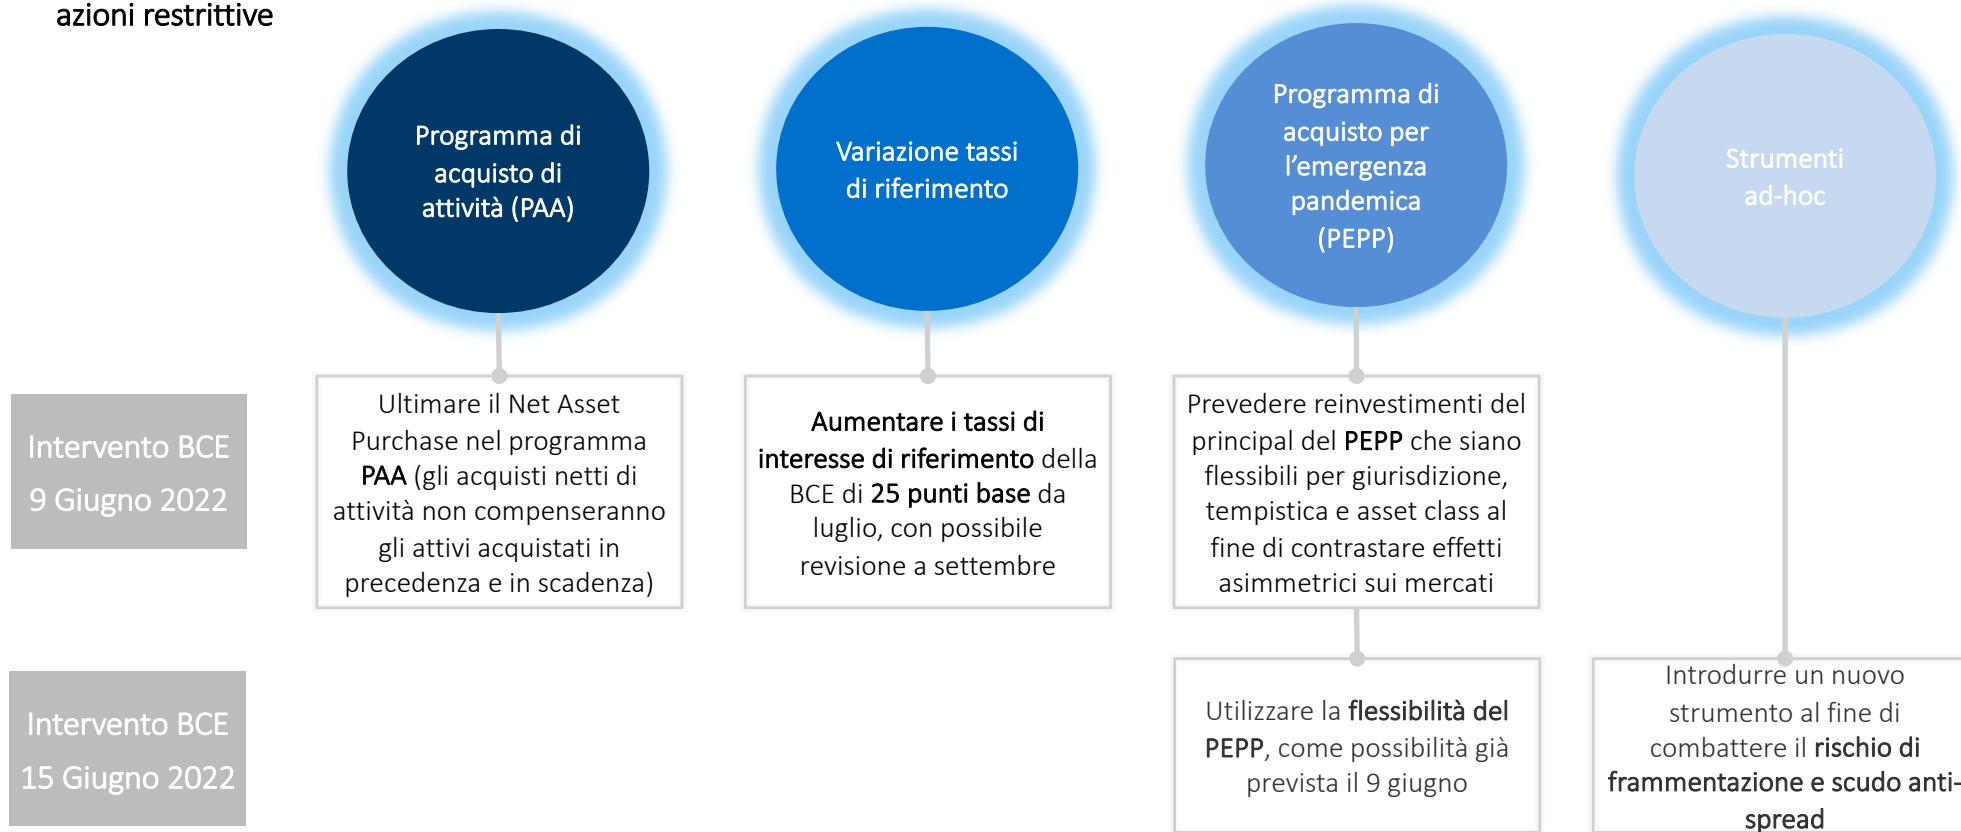 azioni restrittive
Programma di
acquisto di
attività (PAA)
Variazione tassi
di riferimento
Programma di
acquisto per
l’emergenza
pandemica
(PEPP)
Strumenti
ad-hoc
Intervento BCE
9 Giugno 2022
Ultimare il Net Asset
Purchase nel programma
PAA (gli acquisti netti di
attività non compenseranno
gli attivi acquistati in
precedenza e in scadenza)
Aumentare i tassi di
interesse di riferimento della
BCE di 25 punti base da
luglio, con possibile
revisione a settembre
Prevedere reinvestimenti del
principal del PEPP che siano
flessibili per giurisdizione,
tempistica e asset class al
fine di contrastare effetti
asimmetrici sui mercati
Intervento BCE
15 Giugno 2022
Utilizzare la flessibilità del
PEPP, come possibilità già
prevista il 9 giugno
Introdurre un nuovo
strumento al fine di
combattere il rischio di
frammentazione e scudo anti-
spread